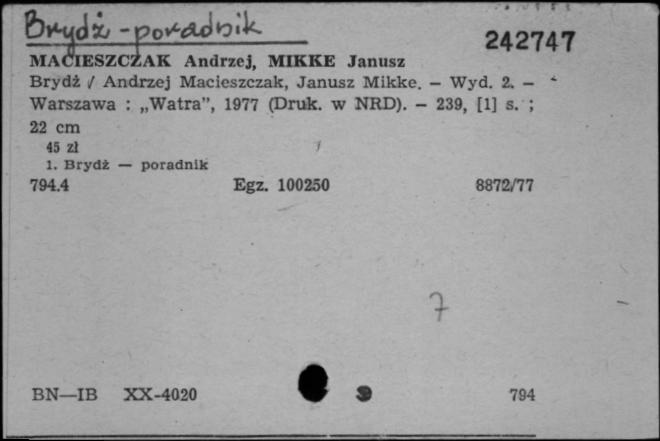 Brydż - poradnik
242747
MACIESZCZAK Andrzej, MIKKE Janusz
Brydż / Andrzej Macieszczak, Janusz Mikke. — Wyd. 2. —
Warszawa : „Watra”, 1977 (Druk. w NRD). — 239, [1] s. ;
22 cm
45 zł
1. Brydż — poradnik
794.4 Egz. 100250 8872/77
7
BN—IB XX-4020 9 794